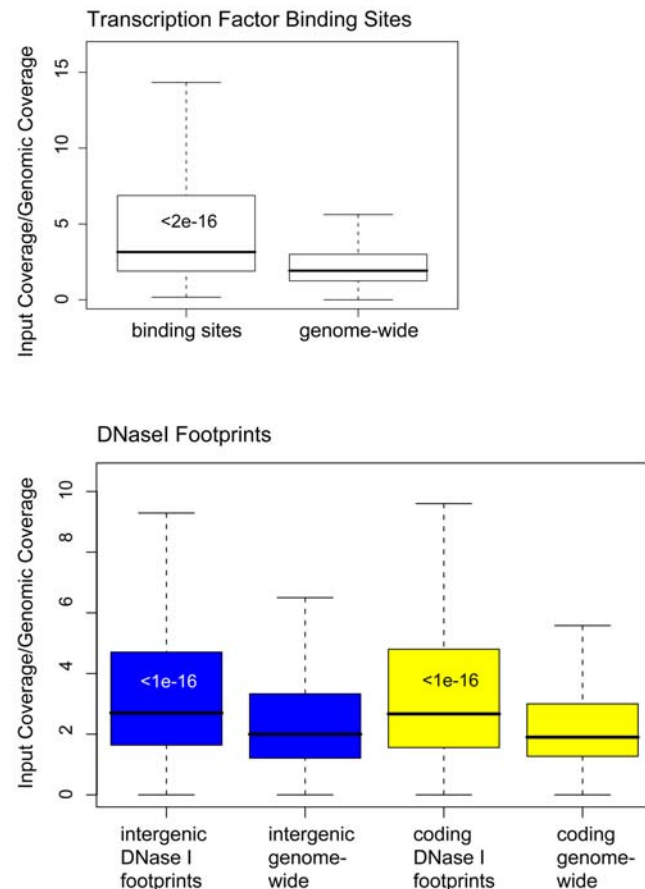 Transcription Factor Binding Sites
Input Coverage/Genomic Coverage
15
10
5
0
<2e-16
binding sites genome-wide
DNaseI Footprints
Input Coverage/Genomic Coverage
10
8
6
4
2
0
<1e-16 <1e-16
intergenic intergenic coding coding
DNase I genome- DNase I genome-
footprints wide footprints wide